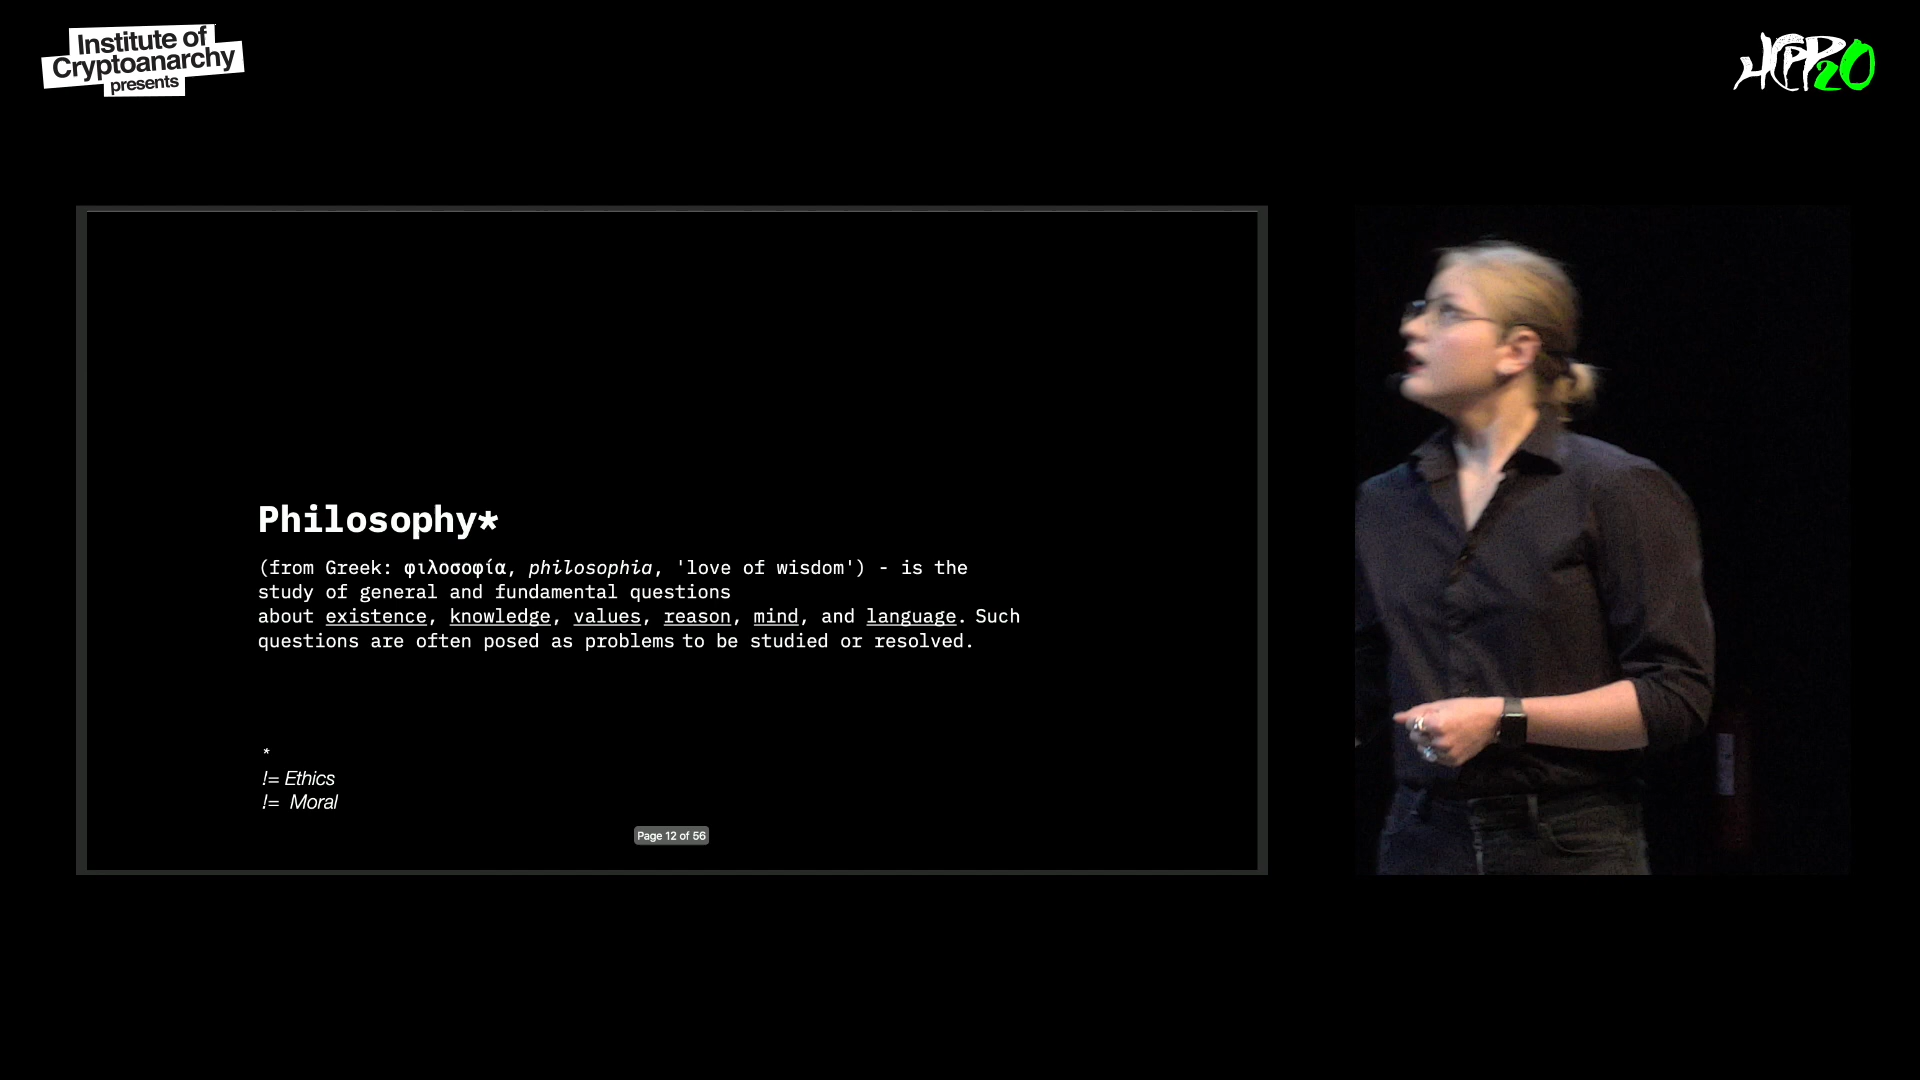 Institute of
Cryptoanarchy
presents
HCPP20
Philosophy*
(from Greek: φιλοσοφία, philosophia, 'love of wisdom') - is the
study of general and fundamental questions
about existence, knowledge, values, reason, mind, and language. Such
questions are often posed as problems to be studied or resolved.
*
!= Ethics
!= Moral
Page 12 of 56